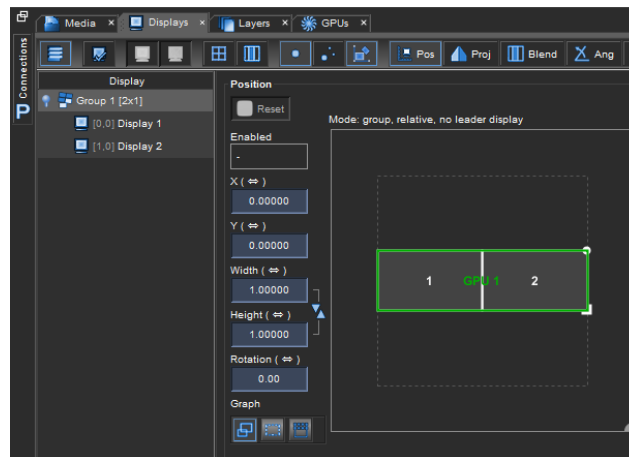 Media × Displays × Layers × GPUs ×
Connections
P
Pos Proj Blend Ang
Display
Group 1 [2x1]
[0,0] Display 1
[1,0] Display 2
Position
Reset
Mode: group, relative, no leader display
Enabled
-
X ( ⇔ )
0.00000
Y ( ⇔ )
0.00000
Width ( ⇔ )
1.00000
Height ( ⇔ )
1.00000
Rotation ( ⇔ )
0.00
Graph
1 GPU 1 2